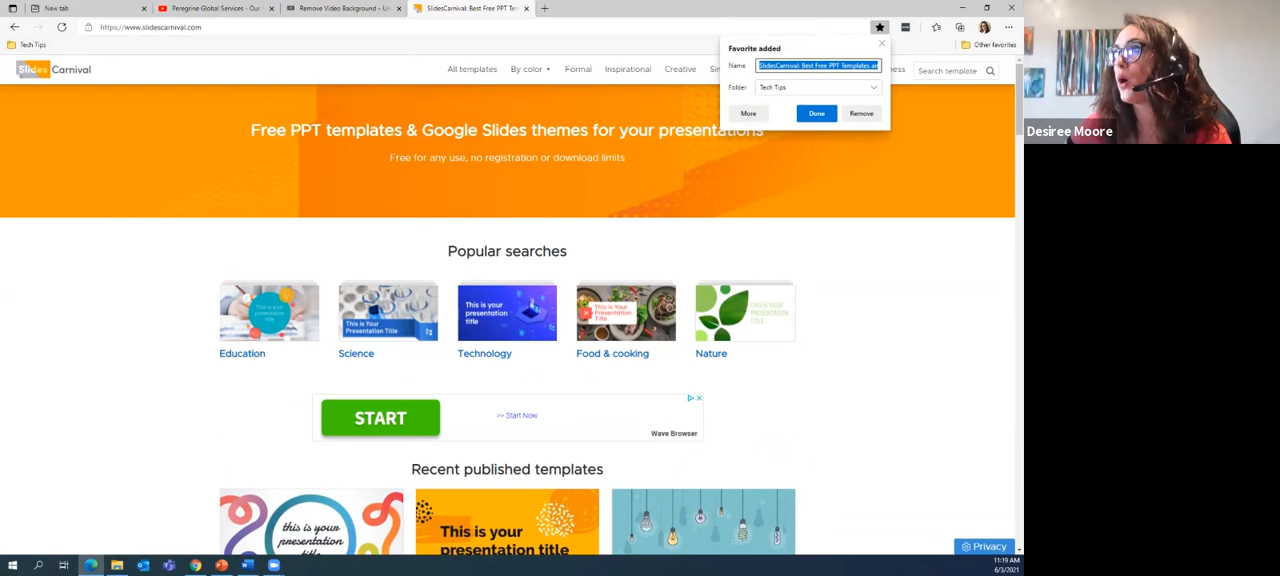 New tab
Peregrine Global Services - Our
Remove Video Background –
SlidesCarnival: Best Free PPT Tem
https://www.slidescarnival.com
Tech Tips
Other favorites
Favorite added
Name
SlidesCarnival: Best Free PPT Templates an
Folder
Tech Tips
More
Done
Remove
Slides Carnival
All templates
By color
Formal
Inspirational
Creative
Search template
Desiree Moore
Free PPT templates & Google Slides themes for your presentations
Free for any use, no registration or download limits
Popular searches
This is your
presentation
title
This is Your
Presentation Title
This is your
presentation
title
This is your
Presentation
Title
THIS IS YOUR
PRESENTATION
TITLE
Education
Science
Technology
Food & cooking
Nature
START
>> Start Now
Wave Browser
Recent published templates
this is your
presentation
title
This is your
presentation title
Privacy
11:19 AM
6/3/2021